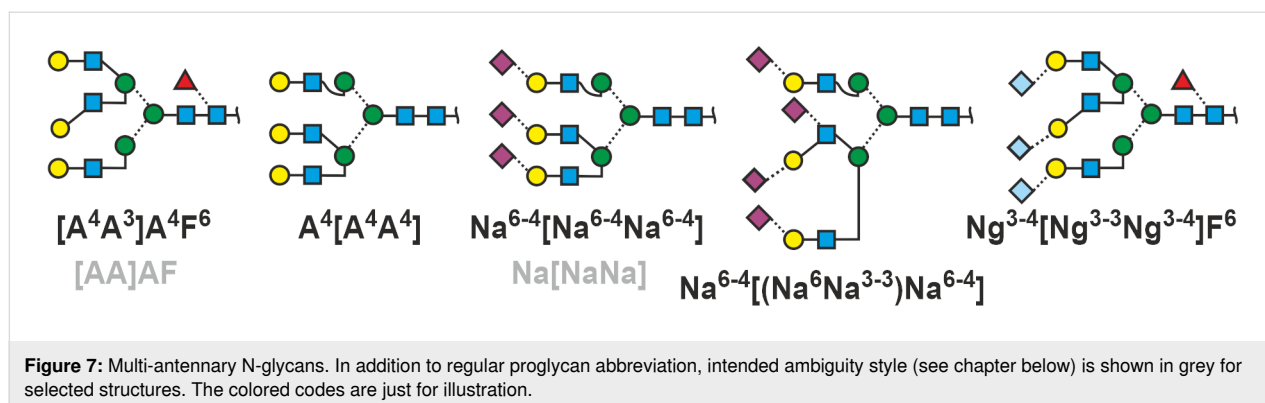 [A⁴A³]A⁴F⁶
[AA]AF
A⁴[A⁴A⁴]
Na⁶⁻⁴[Na⁶⁻⁴Na⁶⁻⁴]
Na[NaNa]
Na⁶⁻⁴[(Na⁶Na³⁻³)Na⁶⁻⁴]
Ng³⁻⁴[Ng³⁻³Ng³⁻⁴]F⁶
Figure 7: Multi-antennary N-glycans. In addition to regular proglycan abbreviation, intended ambiguity style (see chapter below) is shown in grey for
selected structures. The colored codes are just for illustration.